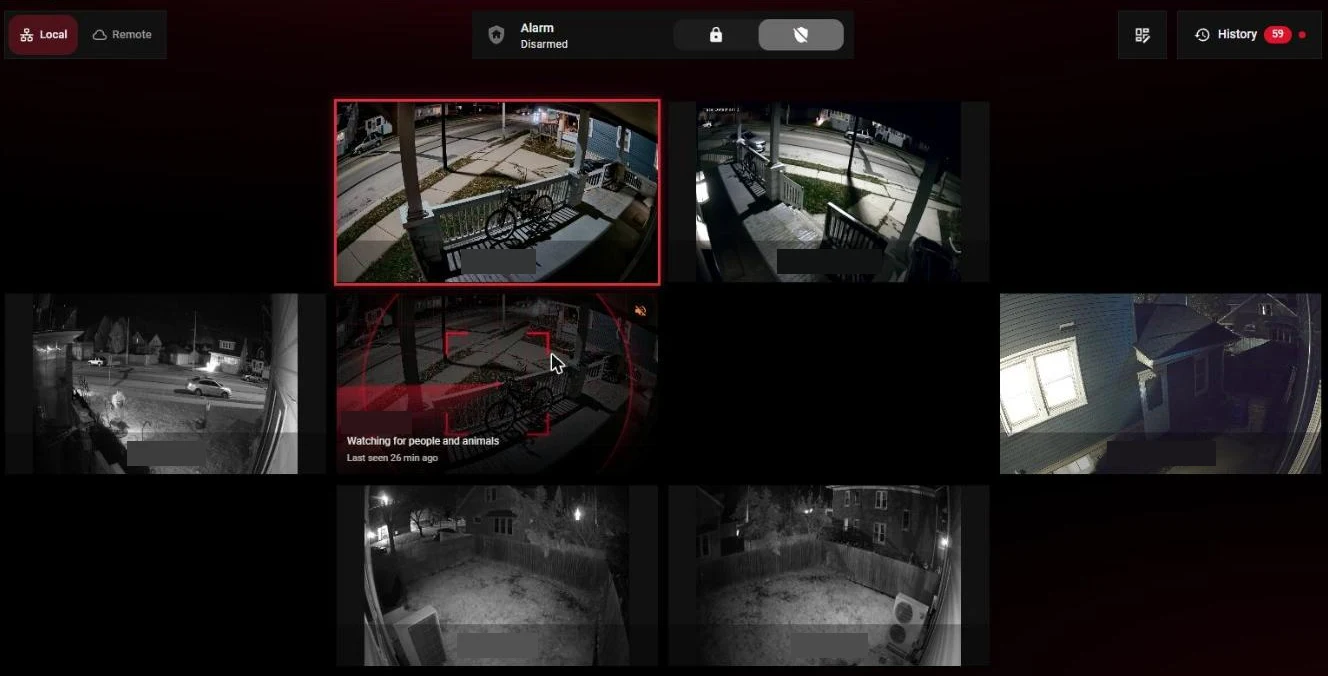 Local
Remote
Alarm
Disarmed
History
59
Watching for people and animals
Last seen 26 min ago